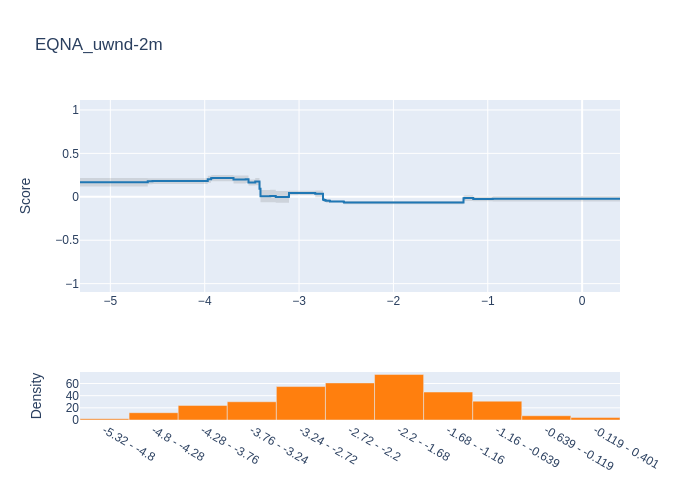 EQNA_uwnd-2m
1
0.5
0
−0.5
−1
Score
−5 −4 −3 −2 −1 0
60
40
20
0
Density
-5.32 - -4.8
-4.8 - -4.28
-4.28 - -3.76
-3.76 - -3.24
-3.24 - -2.72
-2.72 - -2.2
-2.2 - -1.68
-1.68 - -1.16
-1.16 - -0.639
-0.639 - -0.119
-0.119 - 0.401